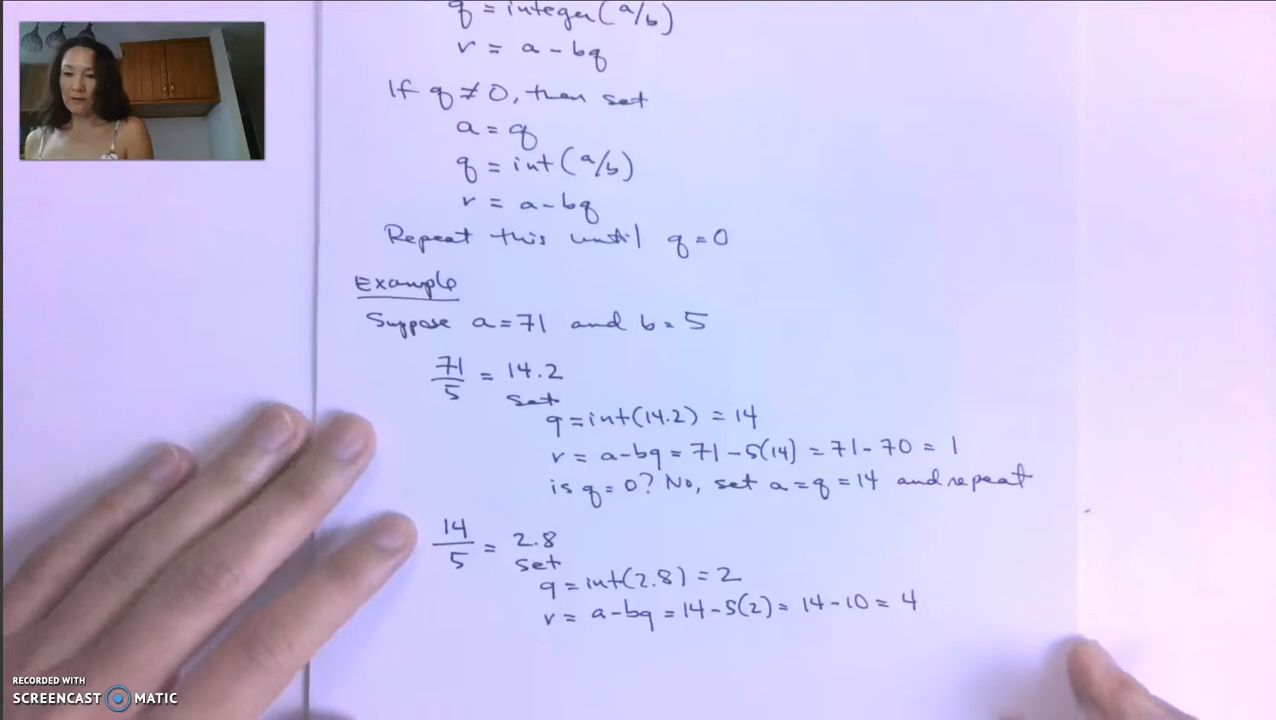 q = integer(a/b)
r = a - bq
If q ≠ 0, then set
a = q
q = int(a/b)
r = a - bq
Repeat this until q = 0
Example
Suppose a = 71 and b = 5
71/5 = 14.2
set
q = int(14.2) = 14
r = a - bq = 71 - 5(14) = 71 - 70 = 1
is q = 0? No, set a = q = 14 and repeat
14/5 = 2.8
set
q = int(2.8) = 2
r = a - bq = 14 - 5(2) = 14 - 10 = 4
RECORDED WITH
SCREENCAST MATIC